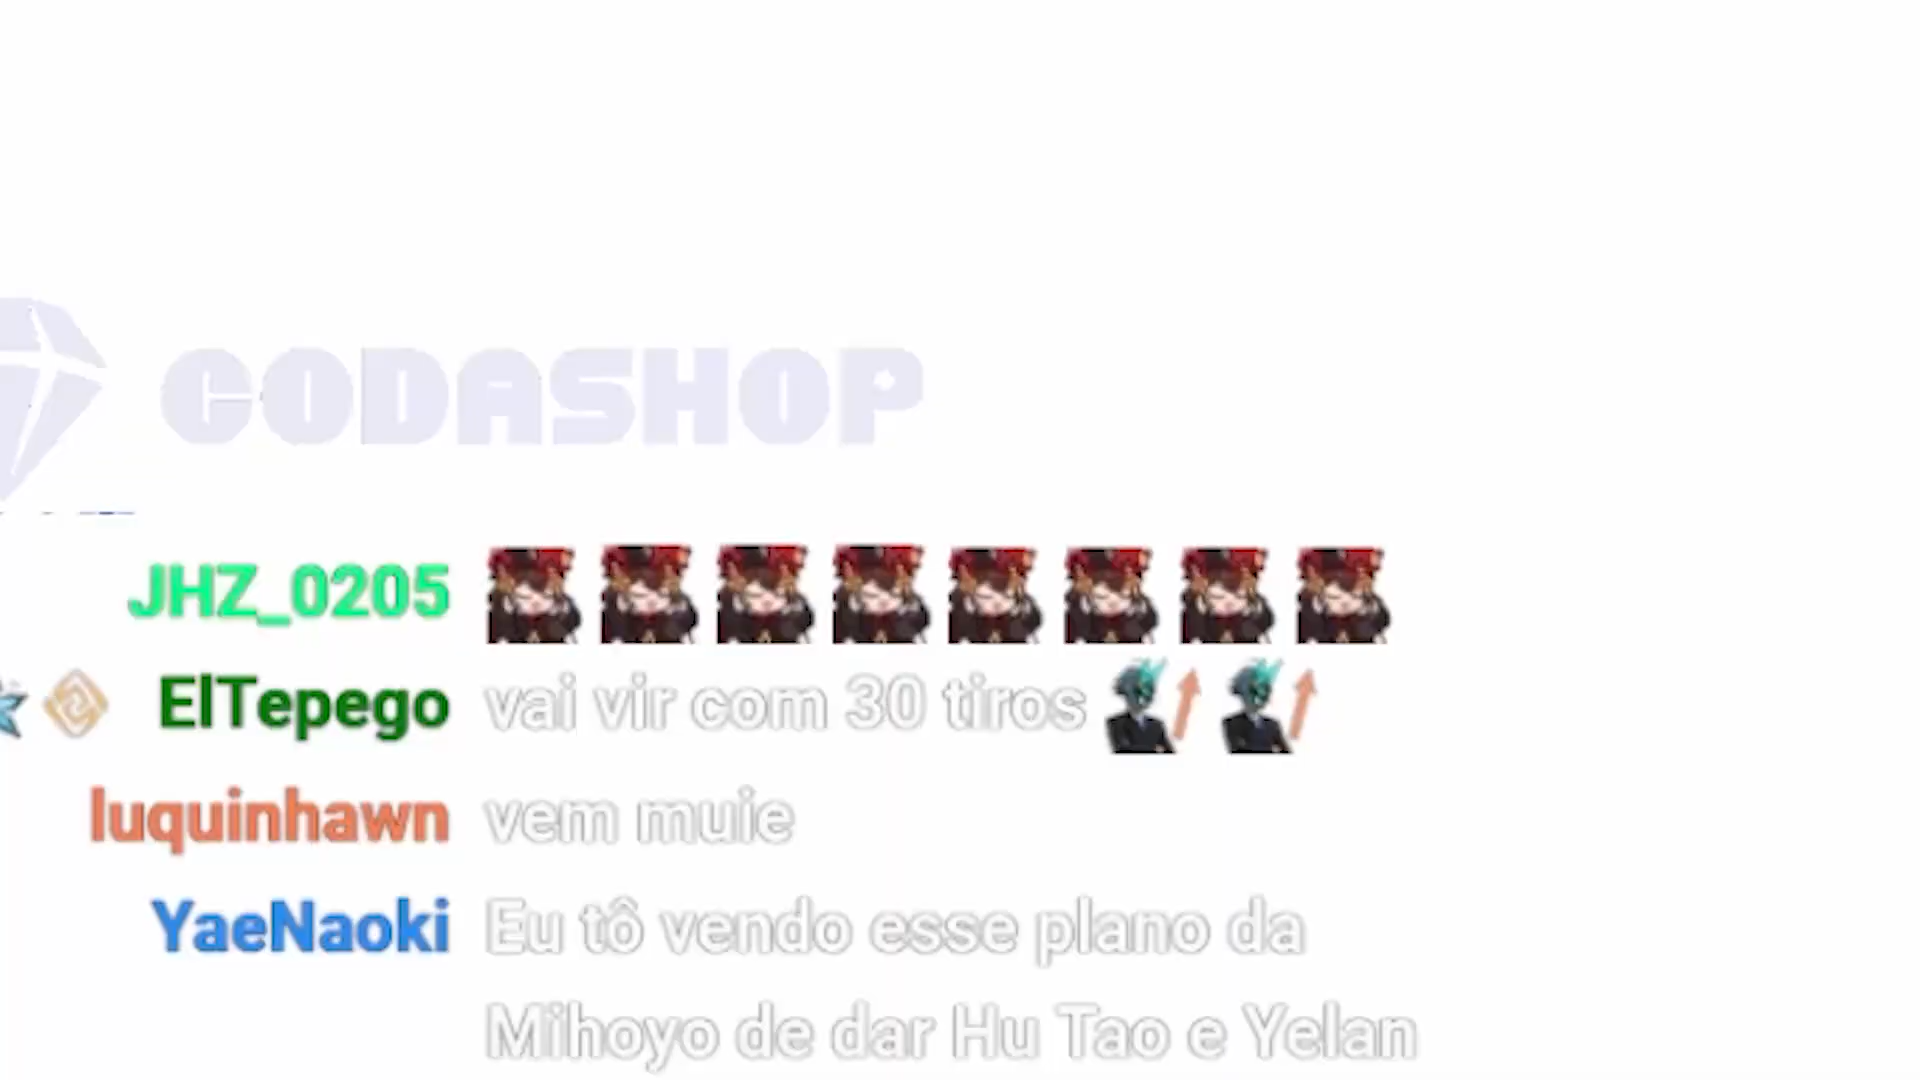 CODASHOP
JHZ_0205
ElTepego vai vir com 30 tiros
luquinhawn vem muie
YaeNaoki Eu tô vendo esse plano da
Mihoyo de dar Hu Tao e Yelan